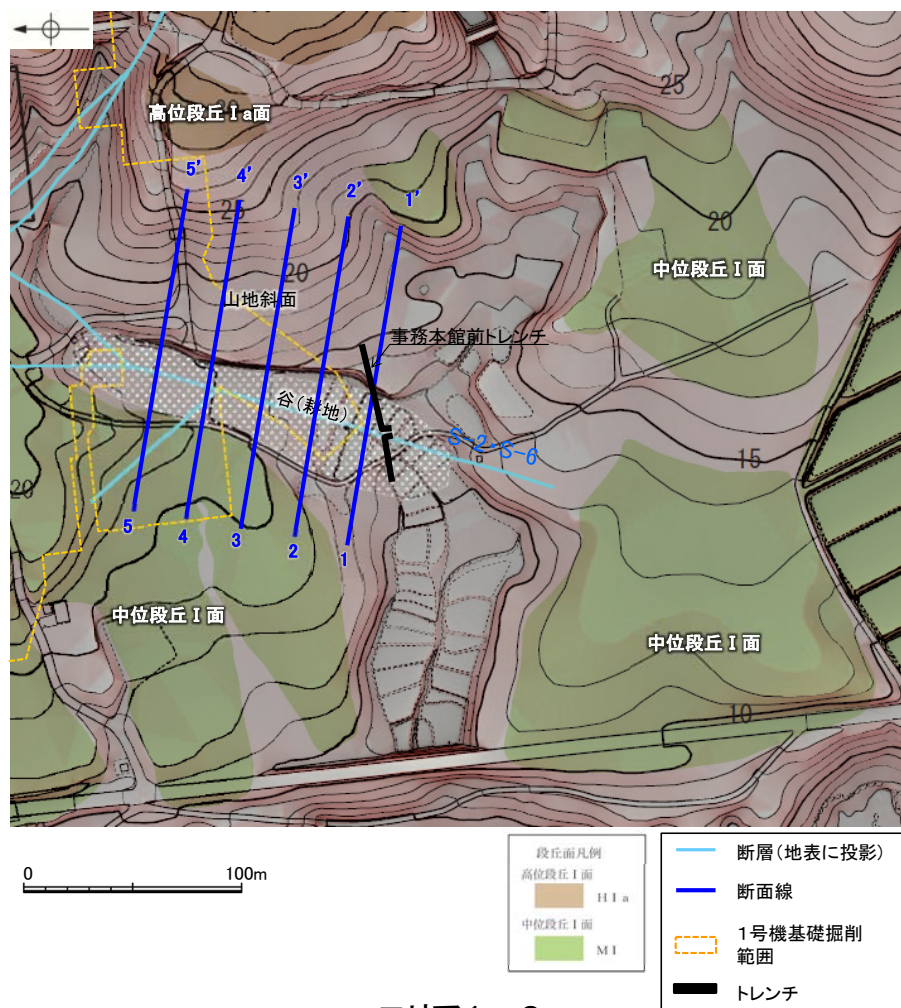 高位段丘Ⅰa面
25
5'
4'
3'
2'
1'
25
20
中位段丘Ⅰ面
20
山地斜面
事務本館前トレンチ
谷(耕地)
S-2・S-6
15
20
5
4
3
2
1
中位段丘Ⅰ面
中位段丘Ⅰ面
10
0 100m
段丘面凡例
高位段丘Ⅰ面
HⅠa
中位段丘Ⅰ面
MⅠ
断層(地表に投影)
断面線
1号機基礎掘削
範囲
トレンチ